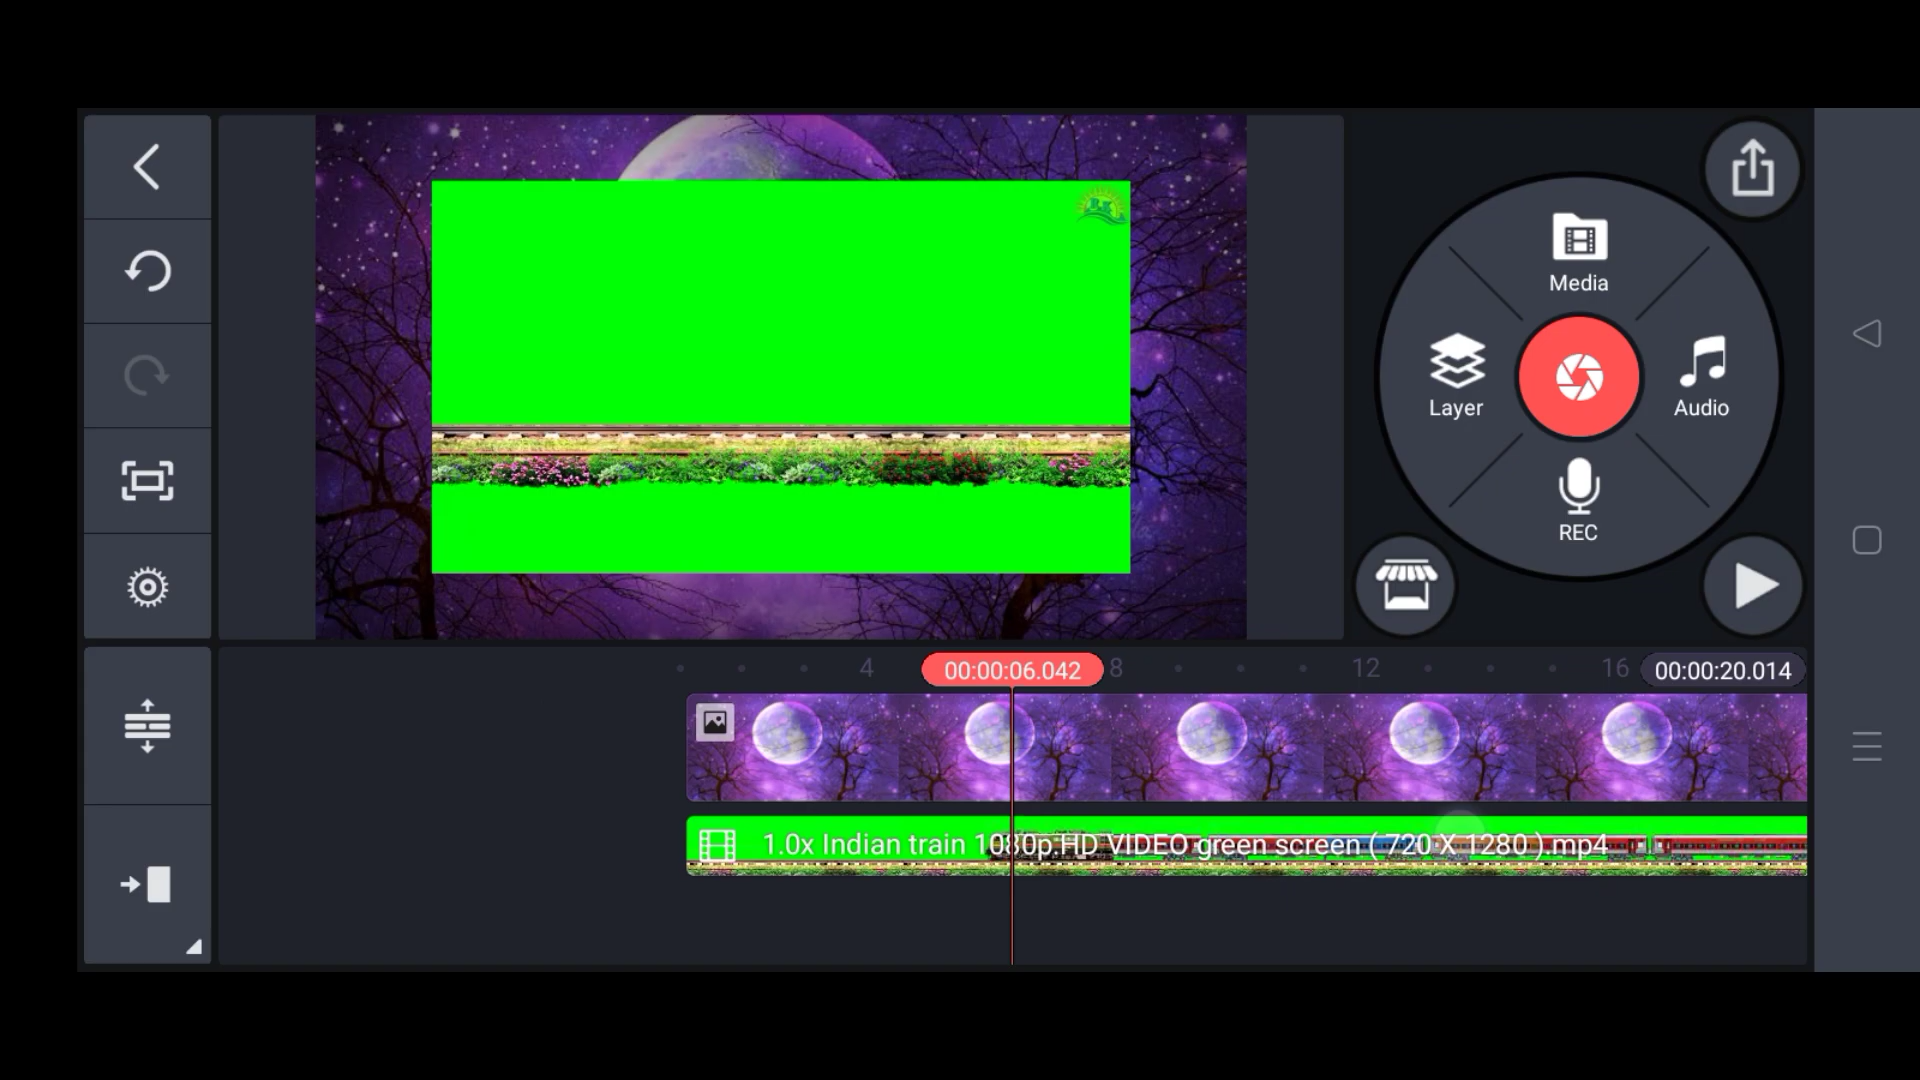 Media
Layer
Audio
REC
4
00:00:06.042
8
12
16
00:00:20.014
1.0x Indian train 1080p.HD VIDEO green screen ( 720 X 1280 ).mp4